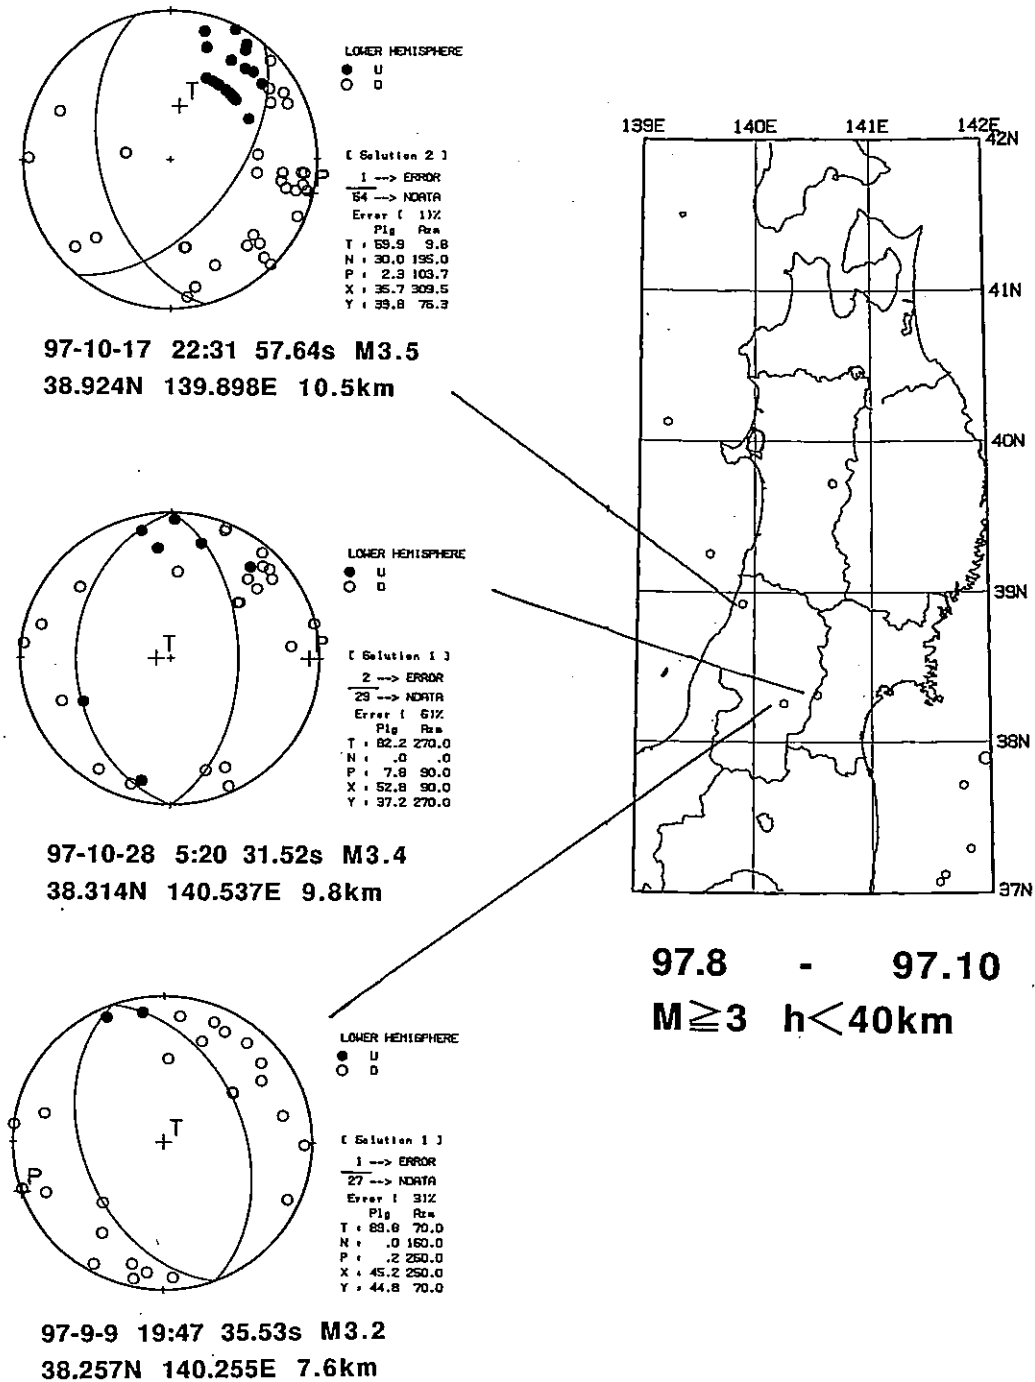 T
P
LOWER HEMISPHERE
● U
○ D
[ Solution 2 ]
1 --> ERROR
64 --> NDATA
Error [ 1]%
Plg Azm
T : 59.9 9.8
N : 30.0 195.0
P : 2.3 103.7
X : 35.7 309.5
Y : 39.8 76.3
97-10-17 22:31 57.64s M3.5
38.924N 139.898E 10.5km
T
P
LOWER HEMISPHERE
● U
○ D
[ Solution 1 ]
2 --> ERROR
29 --> NDATA
Error [ 6]%
Plg Azm
T : 82.2 270.0
N : .0 .0
P : 7.8 90.0
X : 52.8 90.0
Y : 37.2 270.0
97-10-28 5:20 31.52s M3.4
38.314N 140.537E 9.8km
T
P
LOWER HEMISPHERE
● U
○ D
[ Solution 1 ]
1 --> ERROR
27 --> NDATA
Error [ 3]%
Plg Azm
T : 89.8 70.0
N : .0 160.0
P : .2 250.0
X : 45.2 250.0
Y : 44.8 70.0
97-9-9 19:47 35.53s M3.2
38.257N 140.255E 7.6km
139E 140E 141E 142E
42N
41N
40N
39N
38N
37N
97.8 - 97.10
M≧3 h<40km